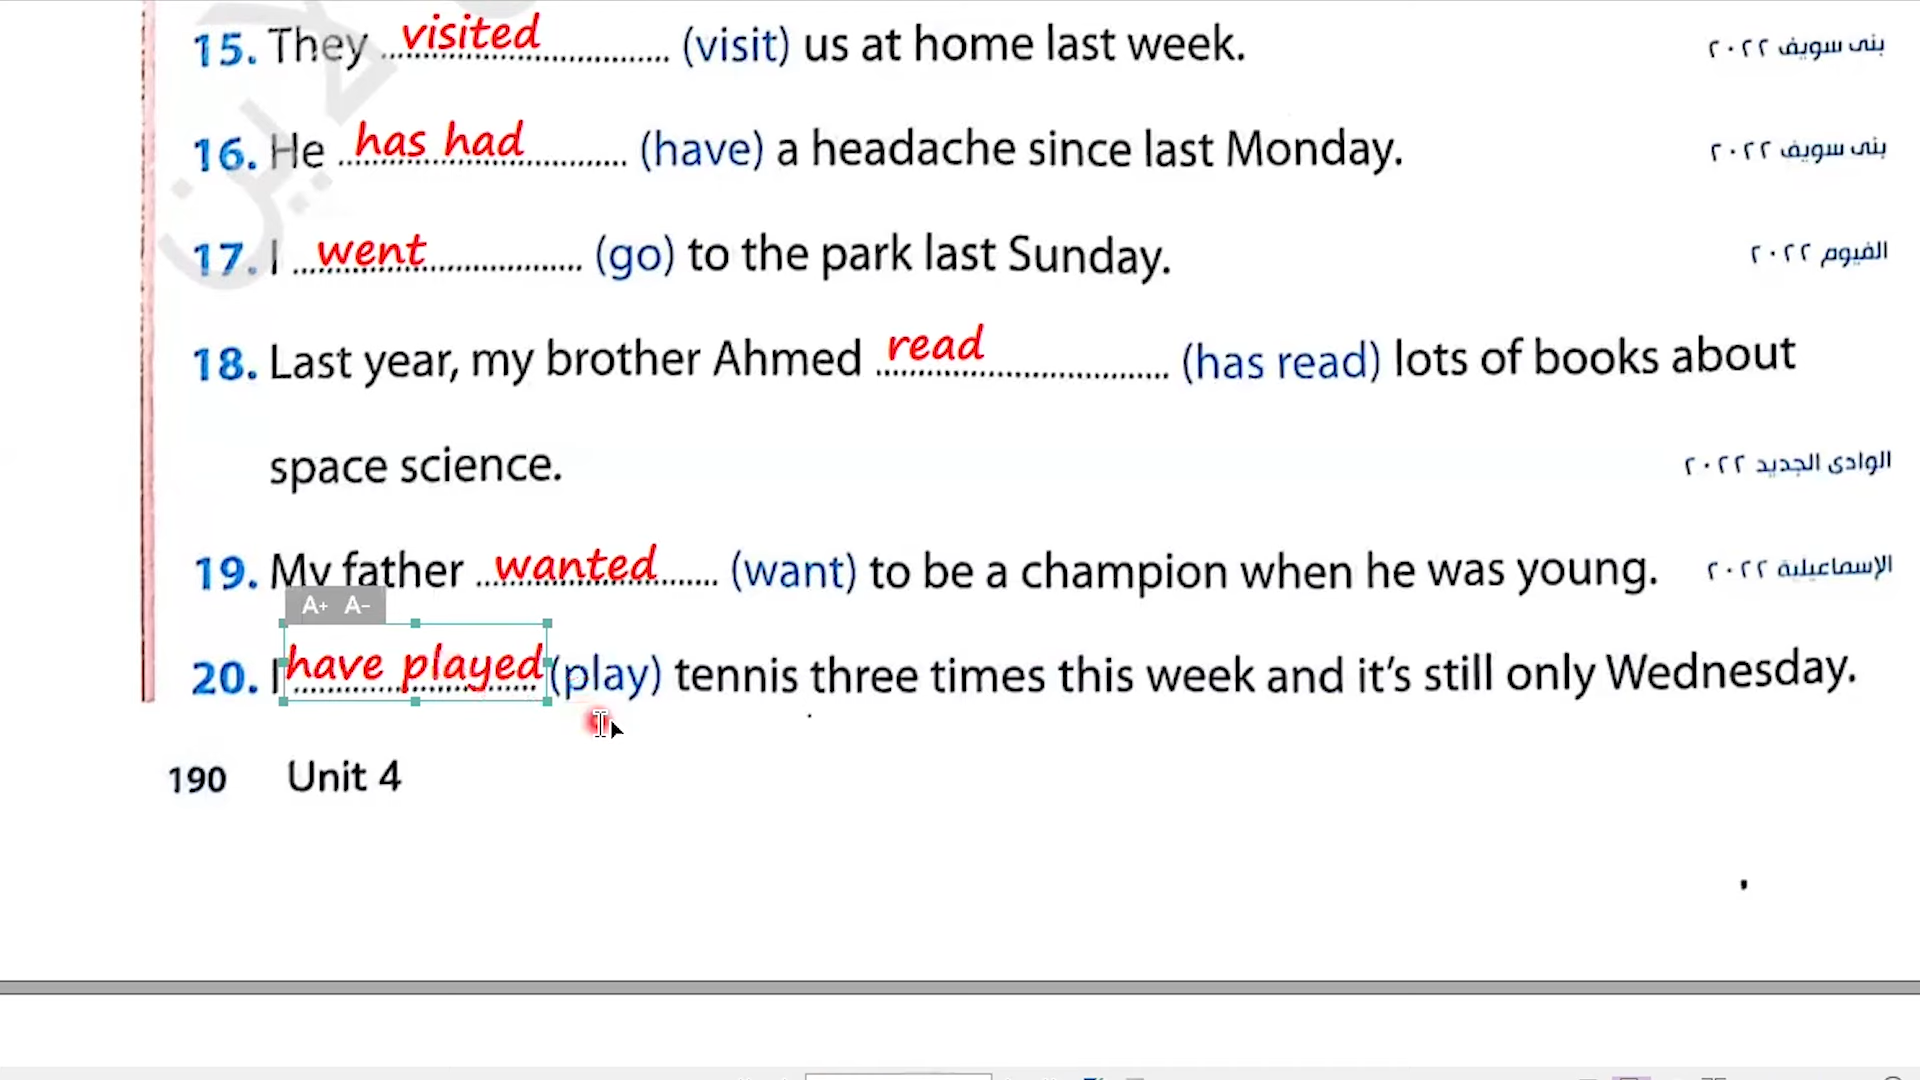 15. They visited (visit) us at home last week. بنى سويف ٢٠٢٢
16. He has had (have) a headache since last Monday. بنى سويف ٢٠٢٢
17. I went (go) to the park last Sunday. الفيوم ٢٠٢٢
18. Last year, my brother Ahmed read (has read) lots of books about
space science. الوادى الجديد ٢٠٢٢
19. My father wanted (want) to be a champion when he was young. الإسماعيلية ٢٠٢٢
A+ A-
20. I have played (play) tennis three times this week and it's still only Wednesday.
190 Unit 4